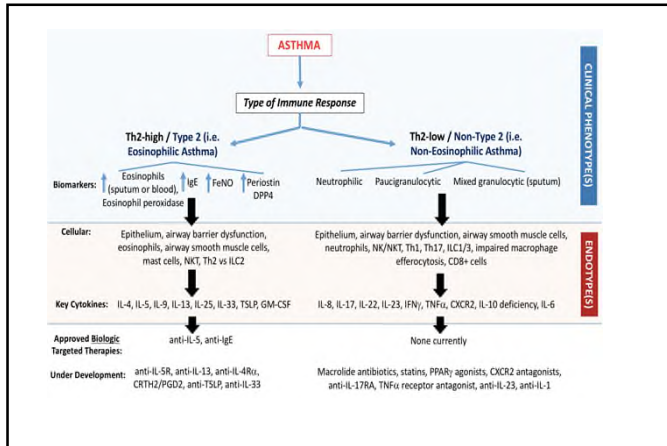 ASTHMA
Type of Immune Response
Th2-high / Type 2 (i.e.
Eosinophilic Asthma)
Th2-low / Non-Type 2 (i.e.
Non-Eosinophilic Asthma)
CLINICAL PHENOTYPE(S)
Biomarkers:
Eosinophils
(sputum or blood),
Eosinophil peroxidase
IgE
FeNO
Periostin
DPP4
Neutrophilic
Paucigranulocytic
Mixed granulocytic (sputum)
Cellular:
Epithelium, airway barrier dysfunction,
eosinophils, airway smooth muscle cells,
mast cells, NKT, Th2 vs ILC2
Epithelium, airway barrier dysfunction, airway smooth muscle cells,
neutrophils, NK/NKT, Th1, Th17, ILC1/3, impaired macrophage
efferocytosis, CD8+ cells
ENDOTYPE(S)
Key Cytokines:
IL-4, IL-5, IL-9, IL-13, IL-25, IL-33, TSLP, GM-CSF
IL-8, IL-17, IL-22, IL-23, IFNγ, TNFα, CXCR2, IL-10 deficiency, IL-6
Approved Biologic
Targeted Therapies:
anti-IL-5, anti-IgE
None currently
Under Development:
anti-IL-5R, anti-IL-13, anti-IL-4Rα,
CRTH2/PGD2, anti-TSLP, anti-IL-33
Macrolide antibiotics, statins, PPARγ agonists, CXCR2 antagonists,
anti-IL-17RA, TNFα receptor antagonist, anti-IL-23, anti-IL-1